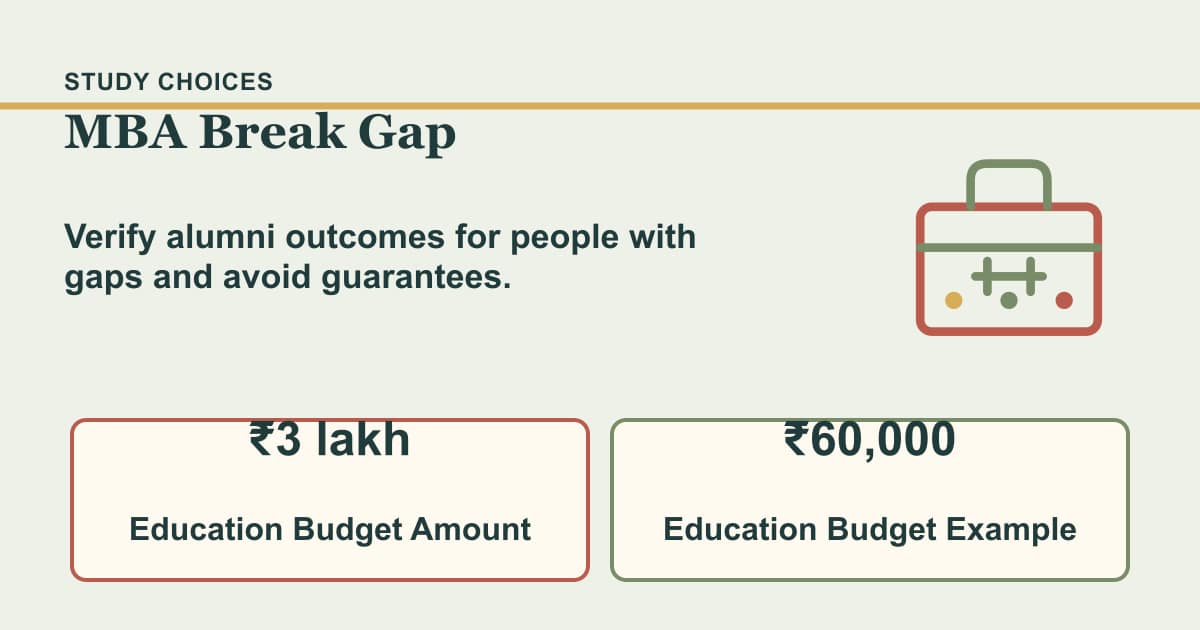 STUDY CHOICES
MBA Break Gap
Verify alumni outcomes for people with
gaps and avoid guarantees.
₹3 lakh
Education Budget Amount
₹60,000
Education Budget Example